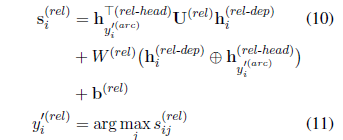 s_i^{(rel)} = h_{y_i'^{(arc)}}^{⊤(rel-head)} U^{(rel)} h_i^{(rel-dep)} (10)
+ W^{(rel)} (h_i^{(rel-dep)} ⊕ h_{y_i'^{(arc)}}^{(rel-head)})
+ b^{(rel)}
y_i'^{(rel)} = arg max_j s_{ij}^{(rel)} (11)